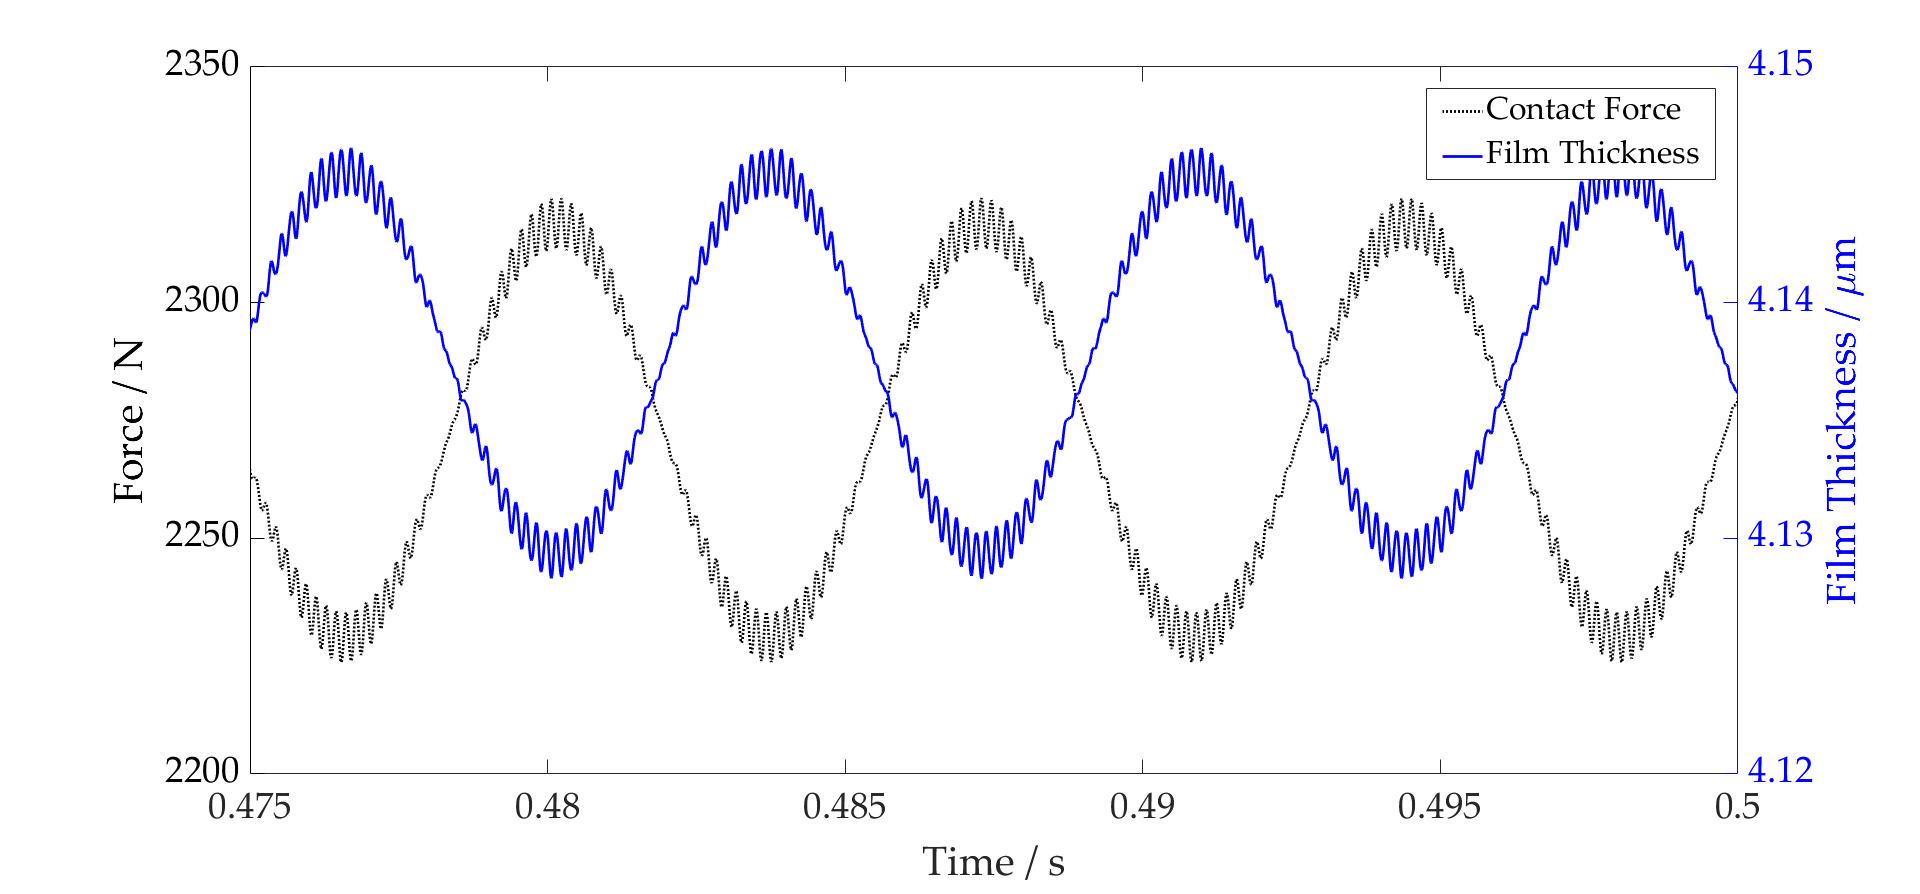 2350
2300
2250
2200
Force / N
4.15
4.14
4.13
4.12
Film Thickness / μm
Contact Force
Film Thickness
0.475
0.48
0.485
0.49
0.495
0.5
Time / s